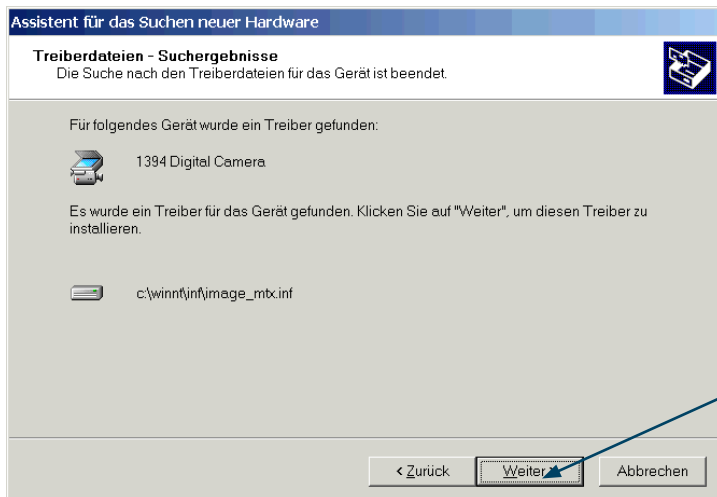 Assistent für das Suchen neuer Hardware
Treiberdateien - Suchergebnisse
Die Suche nach den Treiberdateien für das Gerät ist beendet.
Für folgendes Gerät wurde ein Treiber gefunden:
1394 Digital Camera
Es wurde ein Treiber für das Gerät gefunden. Klicken Sie auf "Weiter", um diesen Treiber zu
installieren.
c:\winnt\inf\image_mtx.inf
< Zurück
Weiter
Abbrechen